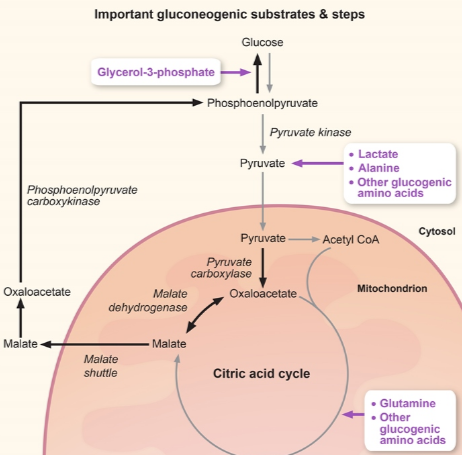 Important gluconeogenic substrates & steps
Glucose
Glycerol-3-phosphate
Phosphoenolpyruvate
Pyruvate kinase
Pyruvate
• Lactate
• Alanine
• Other glucogenic
amino acids
Phosphoenolpyruvate
carboxykinase
Cytosol
Pyruvate
Acetyl CoA
Pyruvate
carboxylase
Mitochondrion
Oxaloacetate
Malate
dehydrogenase
Oxaloacetate
Malate
Malate
shuttle
Malate
Citric acid cycle
• Glutamine
• Other
glucogenic
amino acids